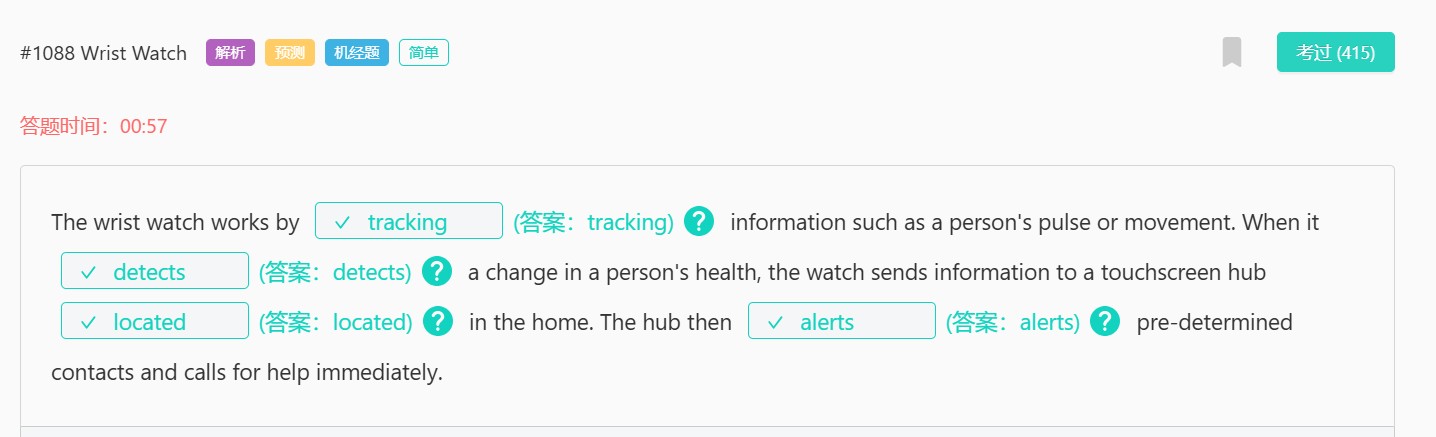 #1088 Wrist Watch 解析 预测 机经题 简单 考过 (415)
答题时间：00:57
The wrist watch works by ✓ tracking (答案：tracking) ? information such as a person's pulse or movement. When it
✓ detects (答案：detects) ? a change in a person's health, the watch sends information to a touchscreen hub
✓ located (答案：located) ? in the home. The hub then ✓ alerts (答案：alerts) ? pre-determined
contacts and calls for help immediately.